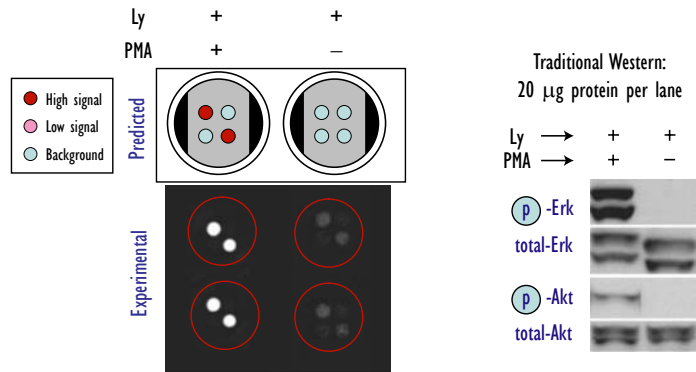 Ly + +
PMA + –
High signal
Low signal
Background
Predicted
Experimental
Traditional Western:
20 μg protein per lane
Ly + +
PMA + –
p -Erk
total-Erk
p -Akt
total-Akt